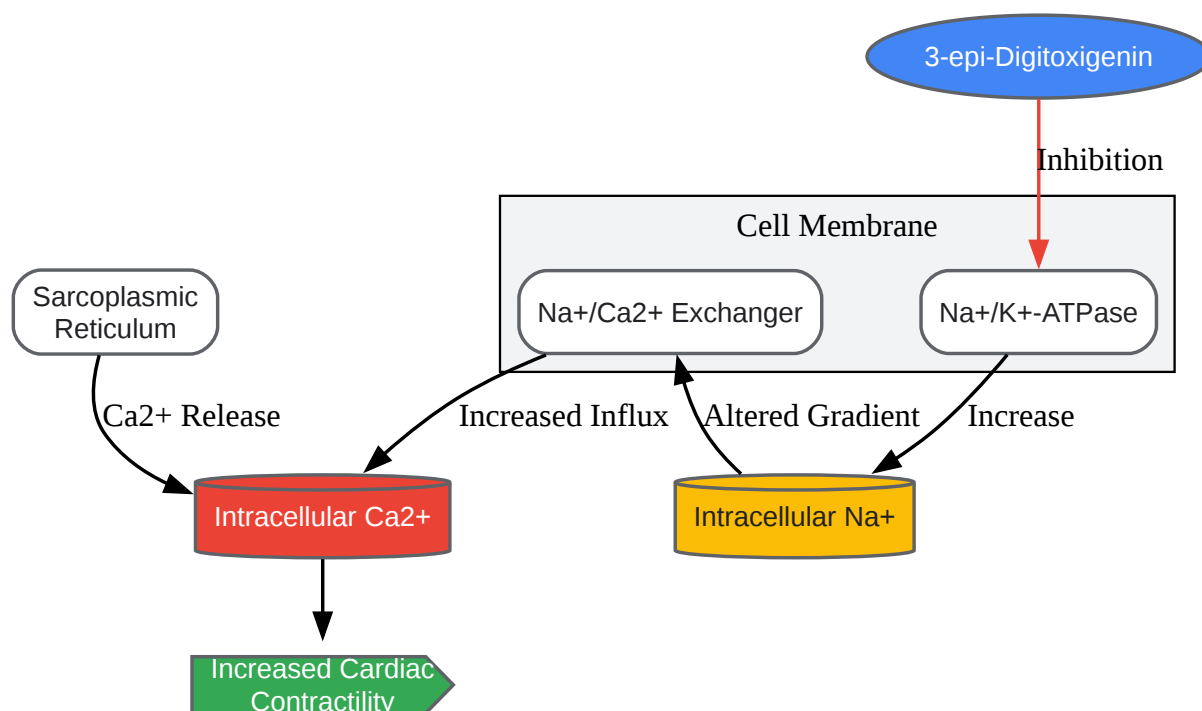 3-epi-Digitoxigenin
Inhibition
Cell Membrane
Sarcoplasmic
Reticulum
Na+/Ca2+ Exchanger
Na+/K+-ATPase
Ca2+ Release
Increased Influx
Altered Gradient
Increase
Intracellular Ca2+
Intracellular Na+
Increased Cardiac
Contractility